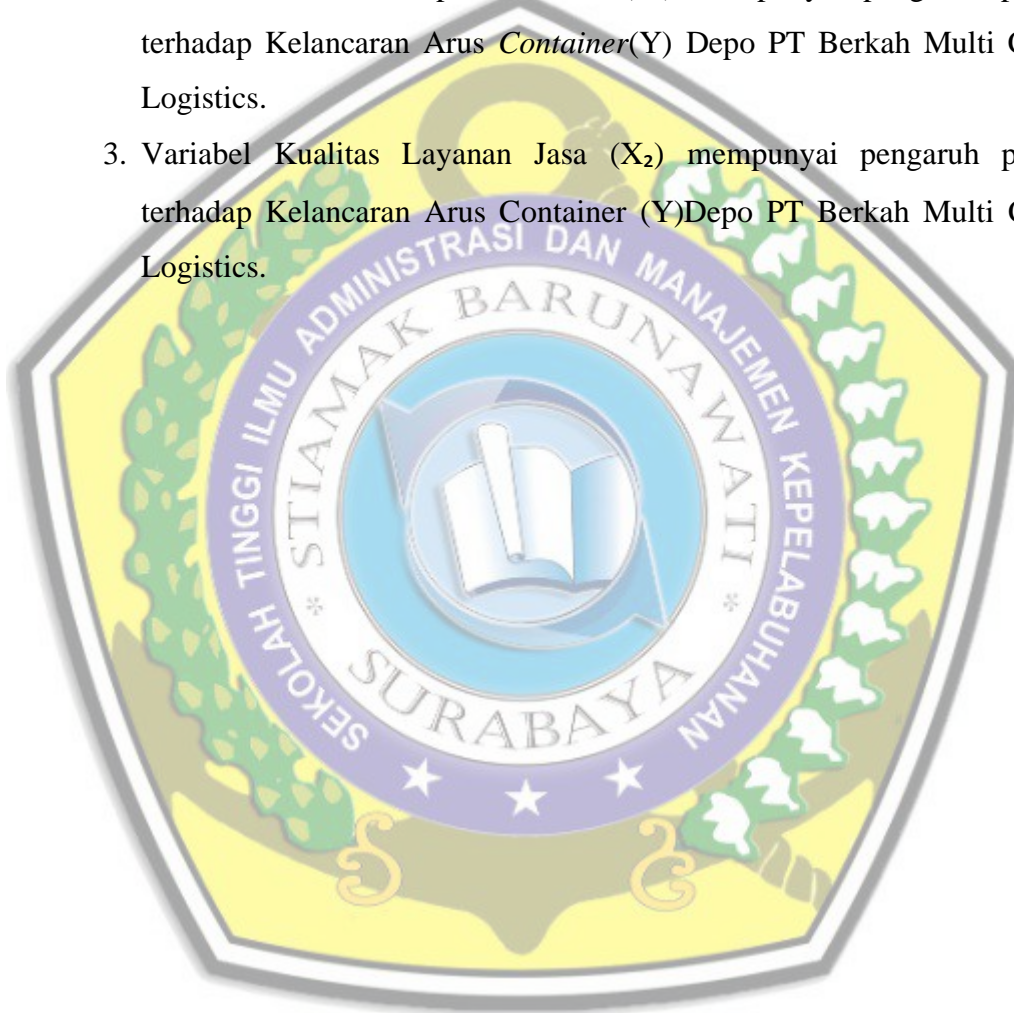 terhadap Kelancaran Arus Container(Y) Depo PT Berkah Multi
Logistics.
3. Variabel Kualitas Layanan Jasa (X₂) mempunyai pengaruh
terhadap Kelancaran Arus Container (Y)Depo PT Berkah Multi
Logistics.
SEKOLAH TINGGI ILMU ADMINISTRASI DAN MANAJEMEN KEPELABUHANAN
STIAMAK BARUNAWATI
* SURABAYA *